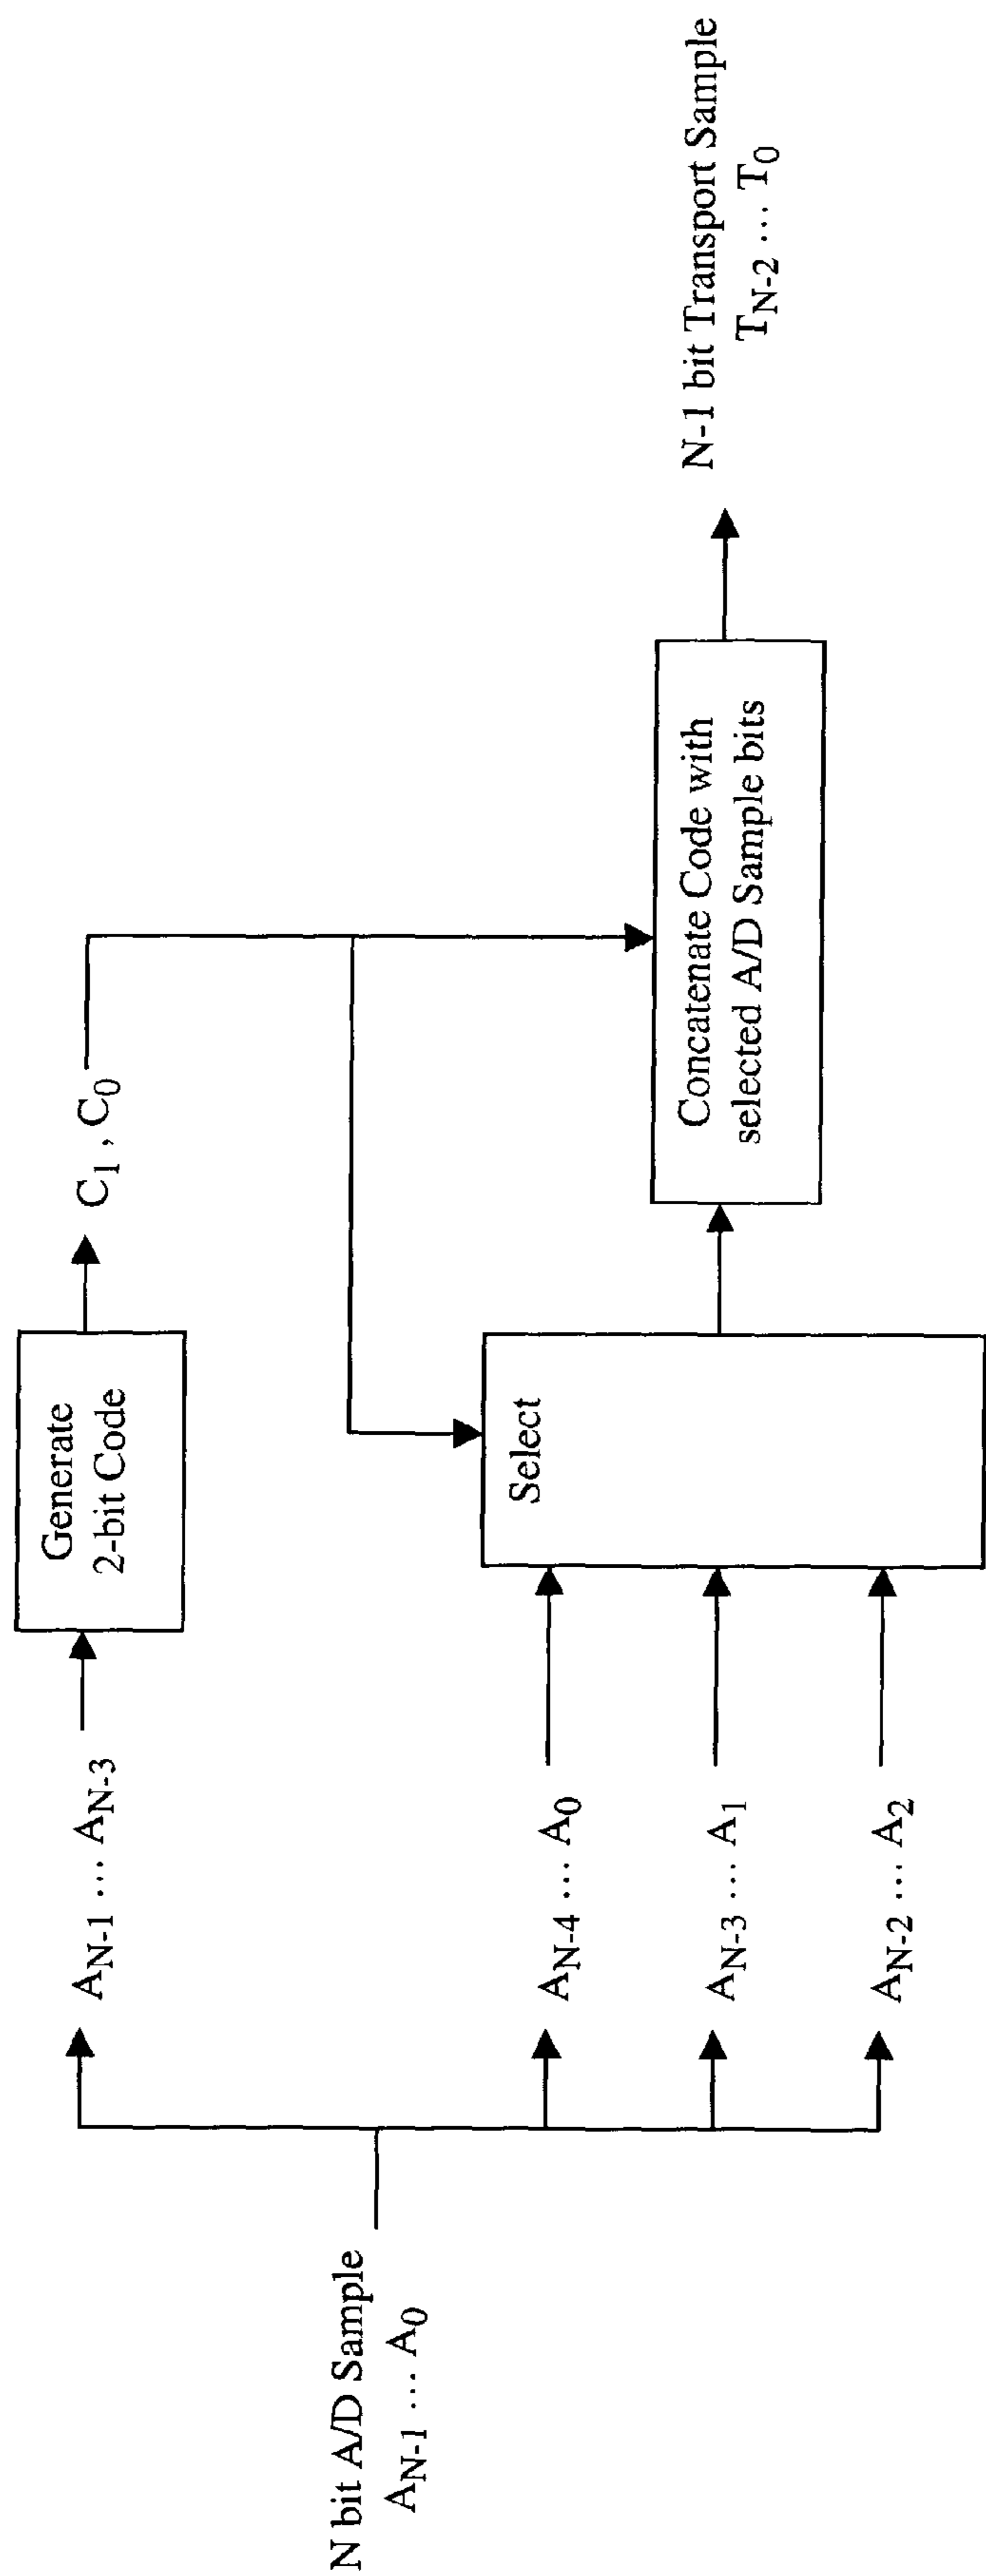 N bit A/D Sample
A_{N-1} ... A_0
A_{N-1} ... A_{N-3}
Generate
2-bit Code
C_1 , C_0
A_{N-4} ... A_0
A_{N-3} ... A_1
A_{N-2} ... A_2
Select
Concatenate Code with
selected A/D Sample bits
N-1 bit Transport Sample
T_{N-2} ... T_0